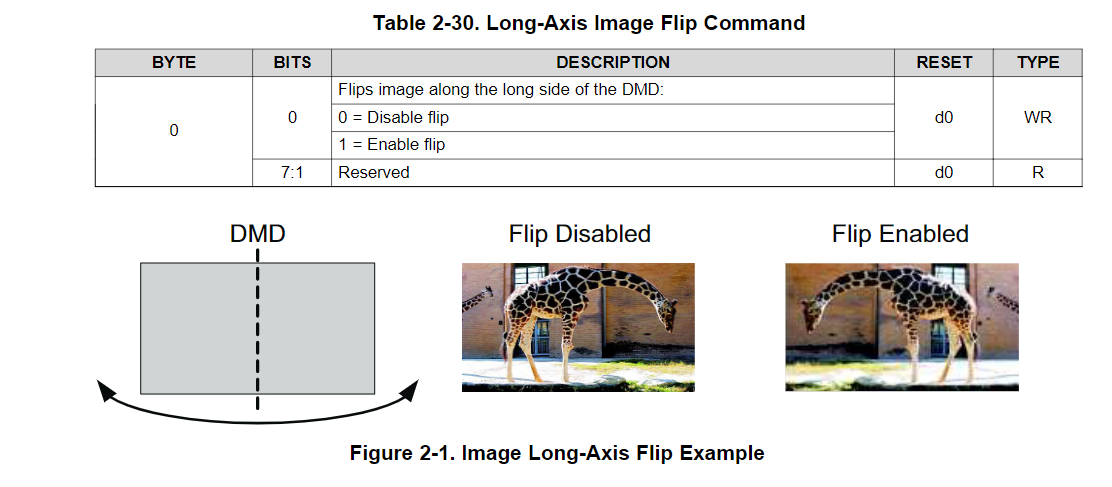 Table 2-30. Long-Axis Image Flip Command
BYTE BITS DESCRIPTION RESET TYPE
0 0 Flips image along the long side of the DMD: d0 WR
0 = Disable flip
1 = Enable flip
7:1 Reserved d0 R
DMD Flip Disabled Flip Enabled
Figure 2-1. Image Long-Axis Flip Example